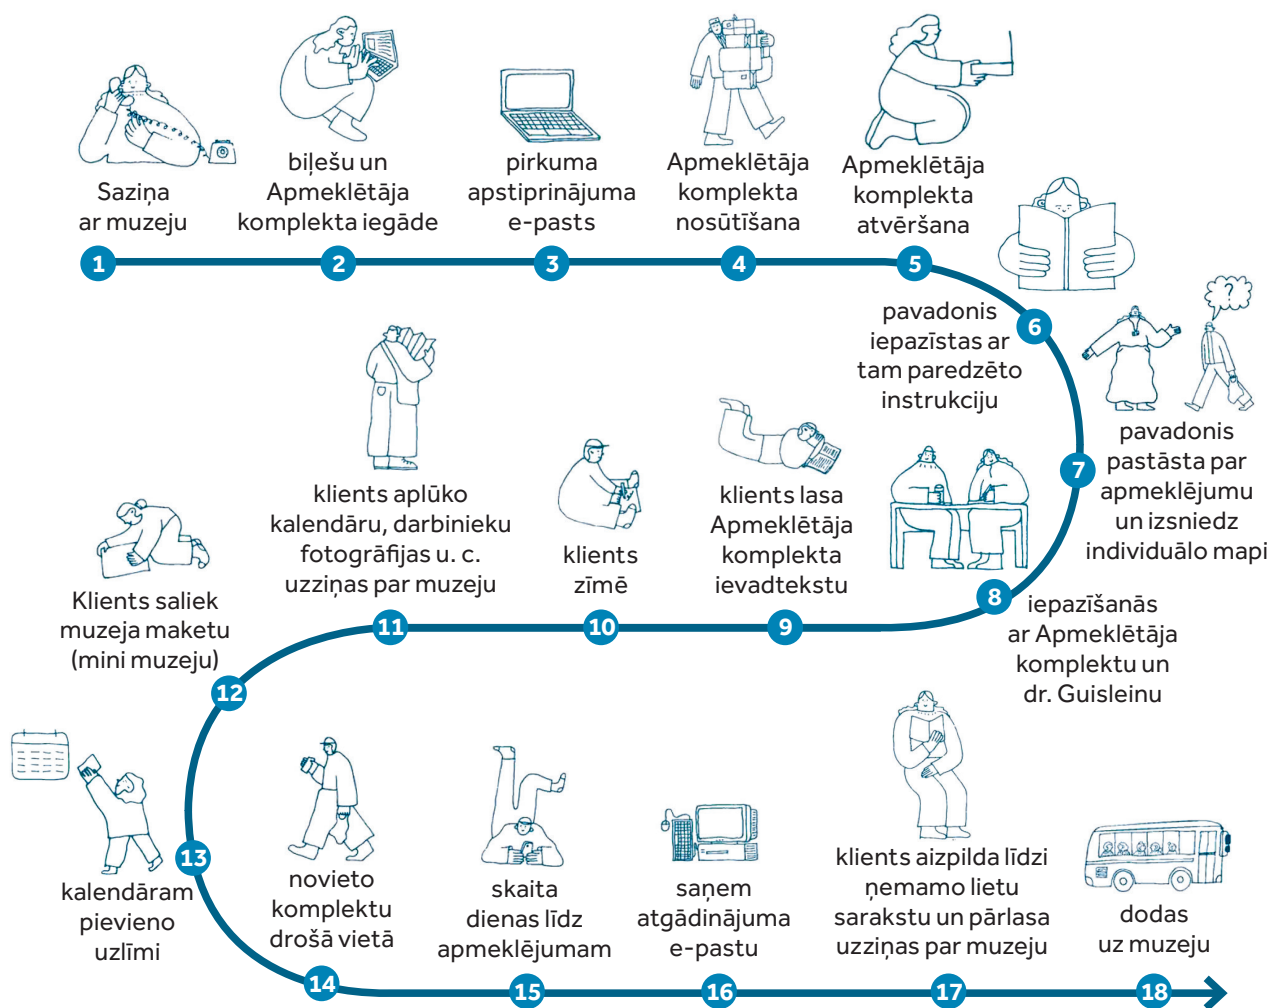 Saziņa
ar muzeju
1
biļešu un
Apmeklētāja
komplekta iegāde
2
pirkuma
apstiprinājuma
e-pasts
3
Apmeklētāja
komplekta
nosūtīšana
4
Apmeklētāja
komplekta
atvēršana
5
pavadonis
iepazīstas ar
tam paredzēto
instrukciju
6
?
pavadonis
pastāsta par
apmeklējumu
un izsniedz
individuālo mapi
7
iepazīšanās
ar Apmeklētāja
komplektu un
dr. Guisleinu
8
klients lasa
Apmeklētāja
komplekta
ievadtekstu
9
klients
zīmē
10
klients aplūko
kalendāru, darbinieku
fotogrāfijas u. c.
uzziņas par muzeju
11
Klients saliek
muzeja maketu
(mini muzeju)
12
kalendāram
pievieno
uzlīmi
13
novieto
komplektu
drošā vietā
14
skaita
dienas līdz
apmeklējumam
15
saņem
atgādinājuma
e-pastu
16
klients aizpilda līdzi
ņemamo lietu
sarakstu un pārlasa
uzziņas par muzeju
17
dodas
uz muzeju
18